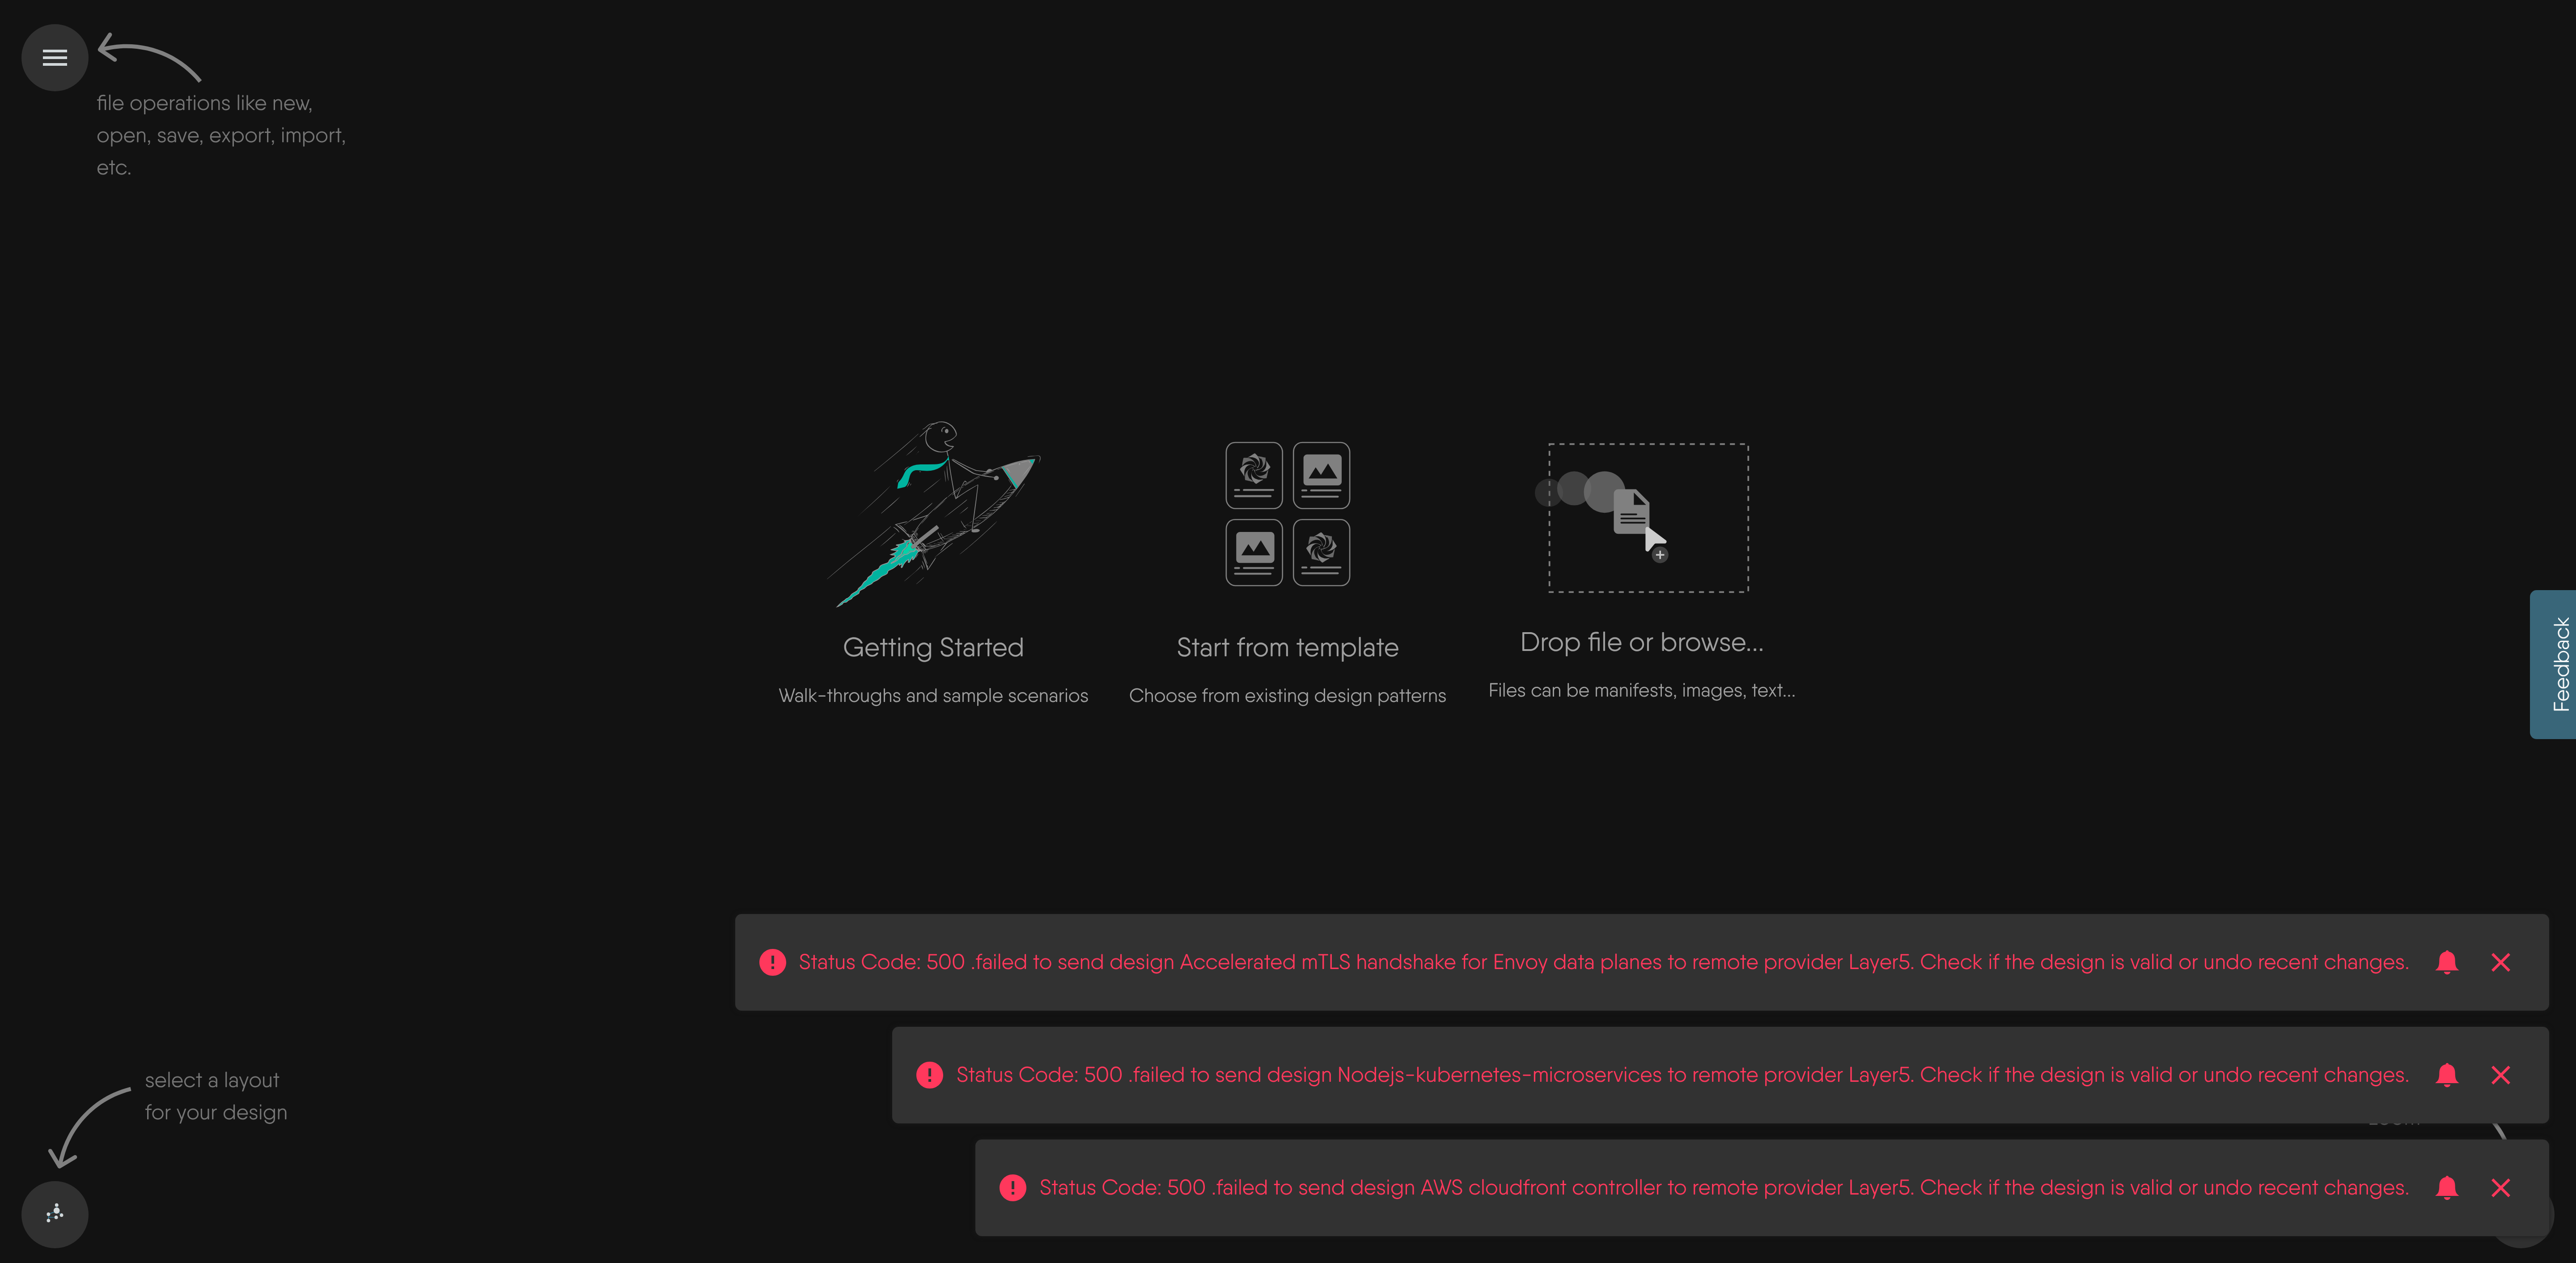 file operations like new,
open, save, export, import,
etc.
Getting Started
Walk-throughs and sample scenarios
Start from template
Choose from existing design patterns
Drop file or browse...
Files can be manifests, images, text...
Feedback
Status Code: 500 .failed to send design Accelerated mTLS handshake for Envoy data planes to remote provider Layer5. Check if the design is valid or undo recent changes.
Status Code: 500 .failed to send design Nodejs-kubernetes-microservices to remote provider Layer5. Check if the design is valid or undo recent changes.
Status Code: 500 .failed to send design AWS cloudfront controller to remote provider Layer5. Check if the design is valid or undo recent changes.
select a layout
for your design